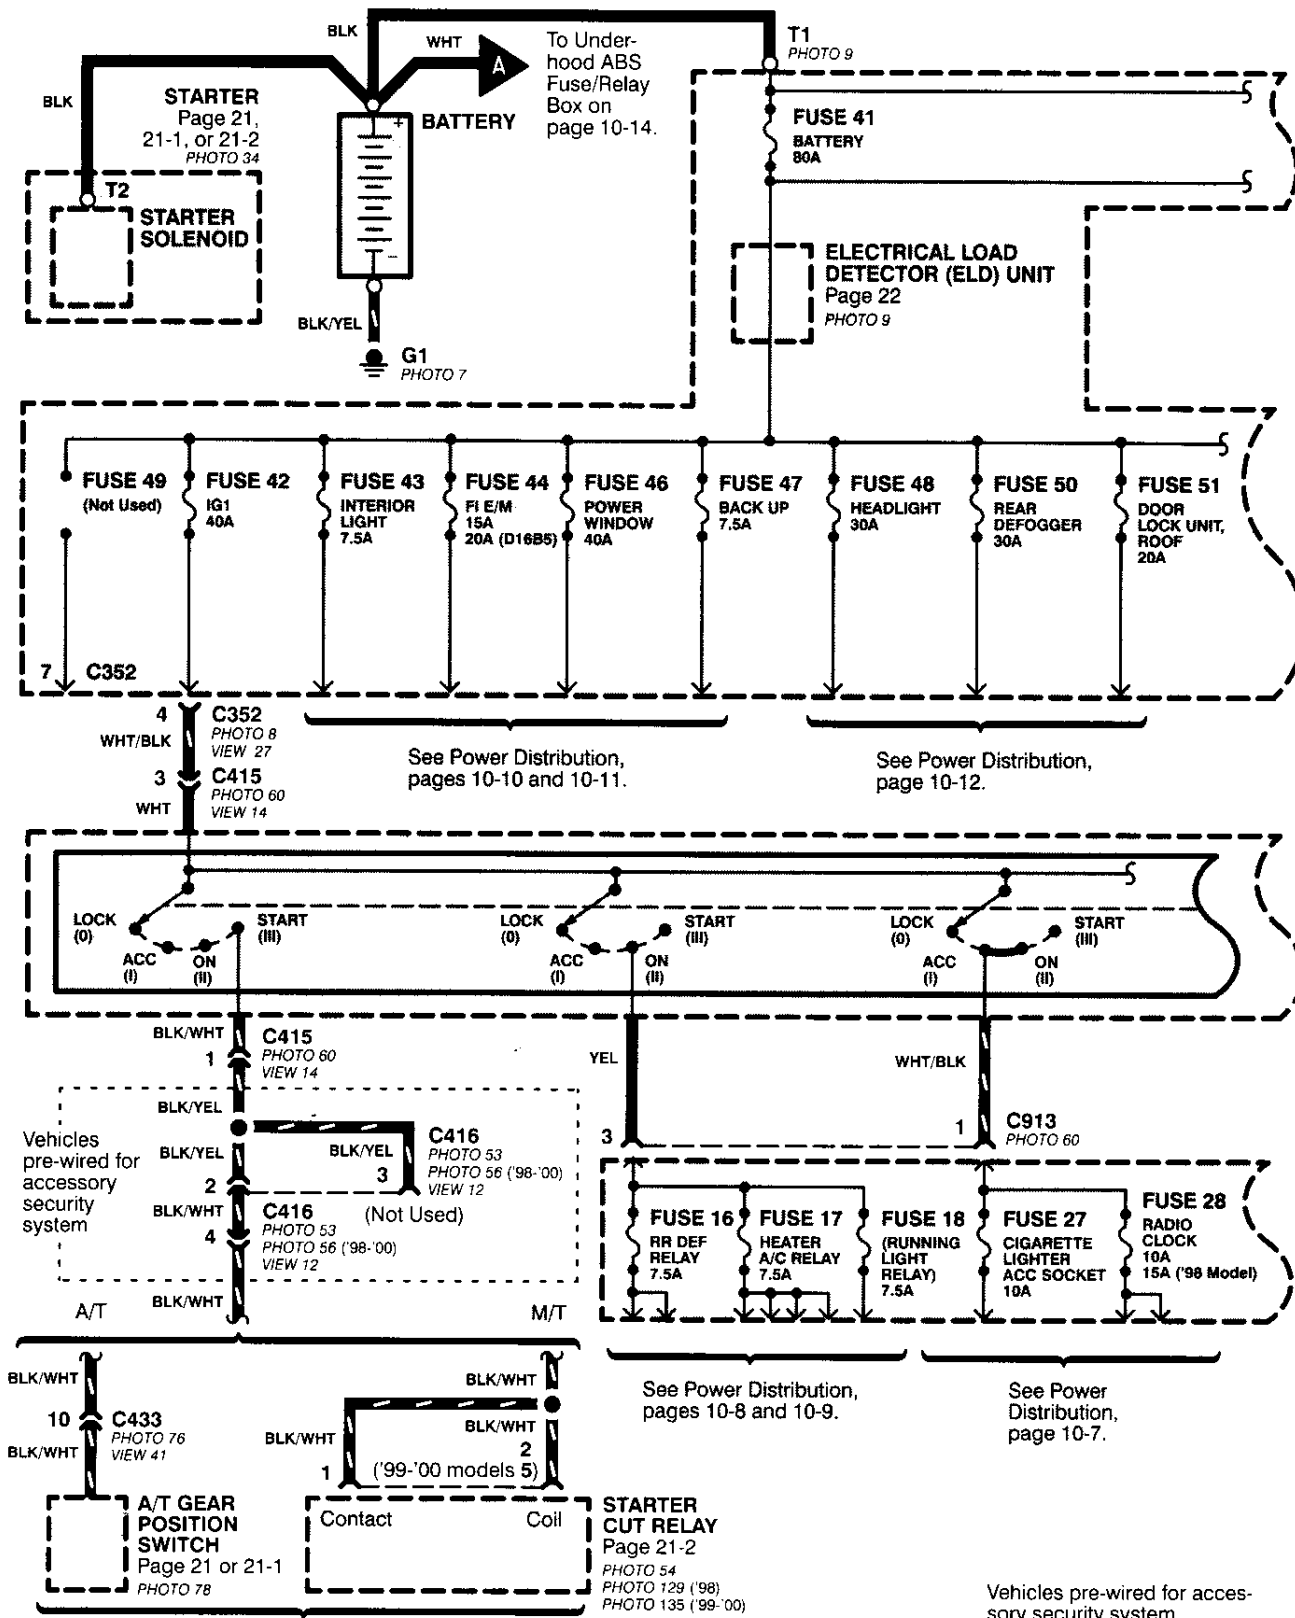 BLK
WHT
A
To Under-
hood ABS
Fuse/Relay
Box on
page 10-14.
T1
PHOTO 9
BLK
STARTER
Page 21,
21-1, or 21-2
PHOTO 34
+
BATTERY
−
T2
STARTER
SOLENOID
BLK/YEL
G1
PHOTO 7
FUSE 41
BATTERY
80A
ELECTRICAL LOAD
DETECTOR (ELD) UNIT
Page 22
PHOTO 9
FUSE 49
(Not Used)
FUSE 42
IG1
40A
FUSE 43
INTERIOR
LIGHT
7.5A
FUSE 44
FI E/M
15A
20A (D16B5)
FUSE 46
POWER
WINDOW
40A
FUSE 47
BACK UP
7.5A
FUSE 48
HEADLIGHT
30A
FUSE 50
REAR
DEFOGGER
30A
FUSE 51
DOOR
LOCK UNIT,
ROOF
20A
7 C352
4 C352
PHOTO 8
VIEW 27
WHT/BLK
3 C415
PHOTO 60
VIEW 14
WHT
See Power Distribution,
pages 10-10 and 10-11.
See Power Distribution,
page 10-12.
LOCK
(0)
ACC
(I)
ON
(II)
START
(III)
LOCK
(0)
ACC
(I)
ON
(II)
START
(III)
LOCK
(0)
ACC
(I)
ON
(II)
START
(III)
BLK/WHT
1 C415
PHOTO 60
VIEW 14
YEL
WHT/BLK
3
1 C913
PHOTO 60
BLK/YEL
Vehicles
pre-wired for
accessory
security
system
BLK/YEL
BLK/YEL
C416
PHOTO 53
PHOTO 56 ('98-'00)
VIEW 12
3
(Not Used)
2
BLK/WHT
C416
PHOTO 53
PHOTO 56 ('98-'00)
VIEW 12
4
BLK/WHT
A/T
M/T
FUSE 16
RR DEF
RELAY
7.5A
FUSE 17
HEATER
A/C RELAY
7.5A
FUSE 18
(RUNNING
LIGHT
RELAY)
7.5A
FUSE 27
CIGARETTE
LIGHTER
ACC SOCKET
10A
FUSE 28
RADIO
CLOCK
10A
15A ('98 Model)
See Power Distribution,
pages 10-8 and 10-9.
See Power
Distribution,
page 10-7.
BLK/WHT
10 C433
PHOTO 76
VIEW 41
BLK/WHT
BLK/WHT
BLK/WHT
BLK/WHT
1
2
('99-'00 models 5)
A/T GEAR
POSITION
SWITCH
Page 21 or 21-1
PHOTO 78
Contact
Coil
STARTER
CUT RELAY
Page 21-2
PHOTO 54
PHOTO 129 ('98)
PHOTO 135 ('99-'00)
Vehicles pre-wired for acces-
sory security system